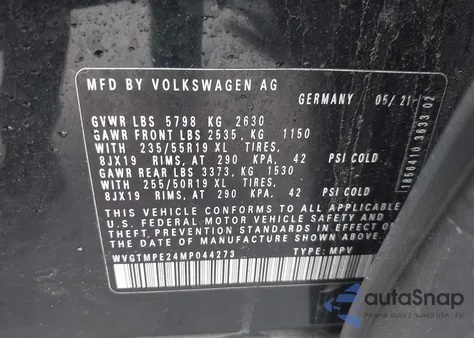 MFD BY VOLKSWAGEN AG
GERMANY 05/21-
GVWR LBS 5798 KG 2630
GAWR FRONT LBS 2535, KG 1150
WITH 235/55R19 XL TIRES,
8JX19 RIMS, AT 290 KPA, 42 PSI COLD
GAWR REAR LBS 3373, KG 1530
WITH 255/50R19 XL TIRES,
8JX19 RIMS, AT 290 KPA, 42 PSI COLD
THIS VEHICLE CONFORMS TO ALL APPLICABLE
U.S. FEDERAL MOTOR VEHICLE SAFETY AND
THEFT PREVENTION STANDARDS IN EFFECT ON
THE DATE OF MANUFACTURE SHOWN ABOVE.
WVGTMPE24MP044273 TYPE: MPV
1856410 3633 02
autoSnap